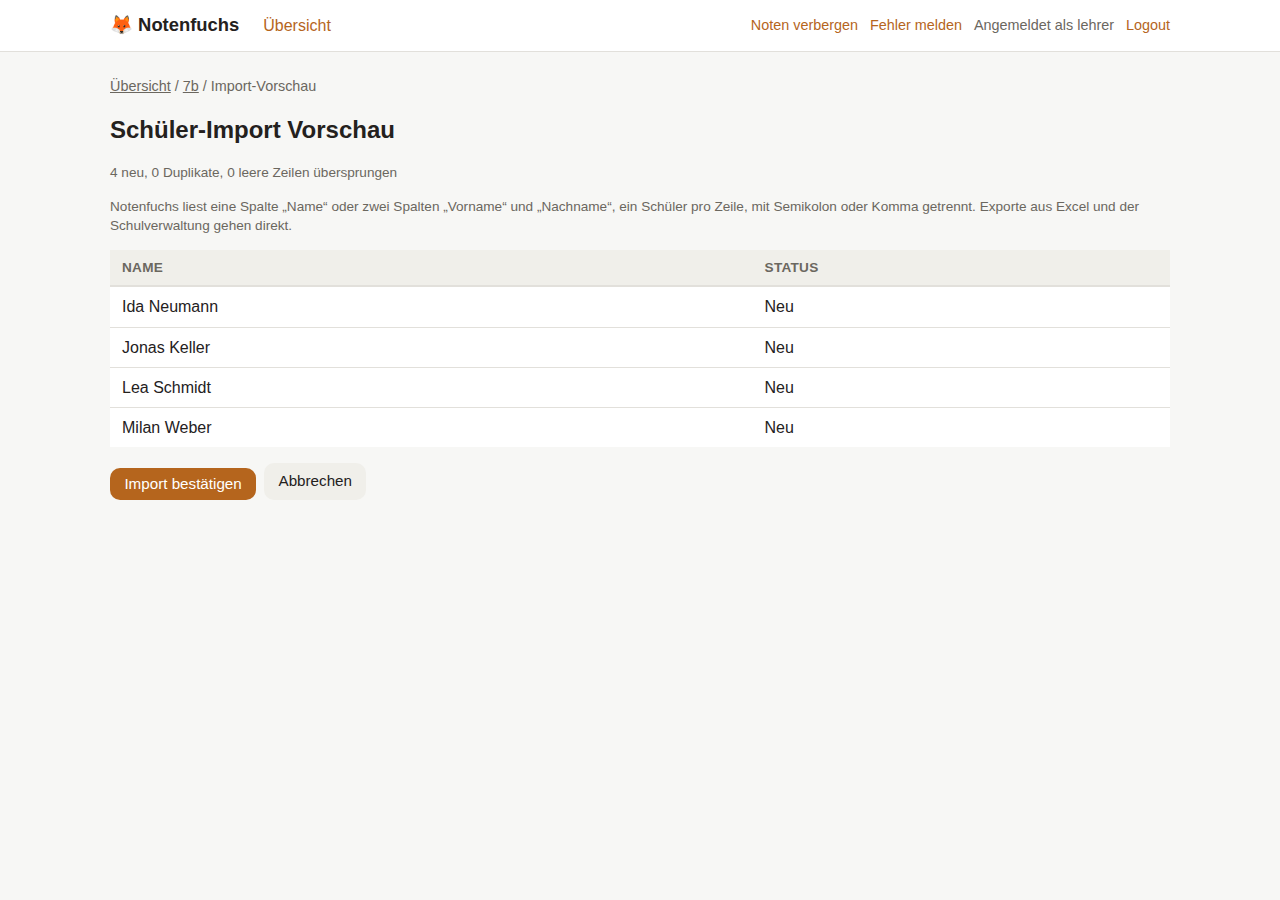 🦊 Notenfuchs Übersicht Noten verbergen Fehler melden Angemeldet als lehrer Logout
Übersicht / 7b / Import-Vorschau
Schüler-Import Vorschau
4 neu, 0 Duplikate, 0 leere Zeilen übersprungen
Notenfuchs liest eine Spalte „Name“ oder zwei Spalten „Vorname“ und „Nachname“, ein Schüler pro Zeile, mit Semikolon oder Komma getrennt. Exporte aus Excel und der
Schulverwaltung gehen direkt.
NAME STATUS
Ida Neumann Neu
Jonas Keller Neu
Lea Schmidt Neu
Milan Weber Neu
Import bestätigen Abbrechen